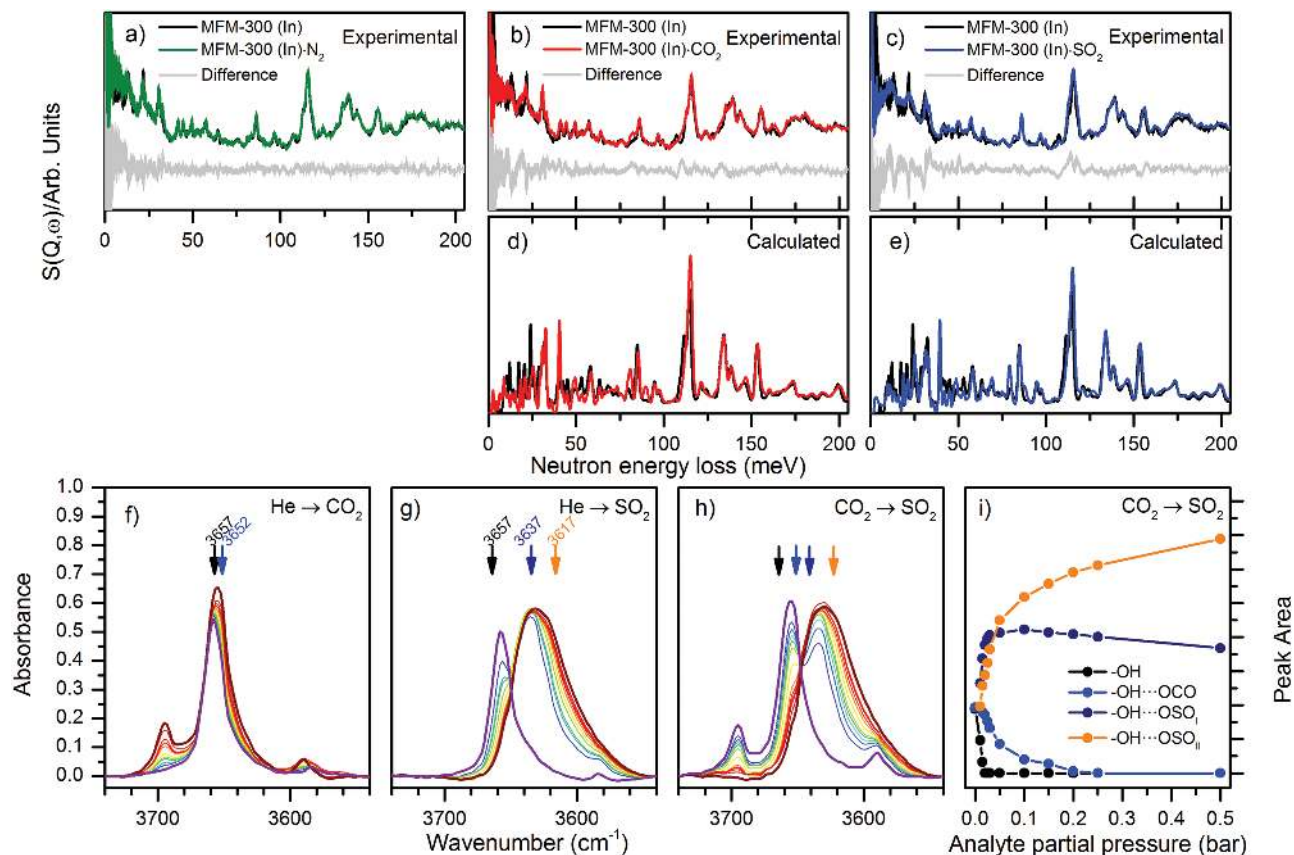 a)
MFM-300 (In)
MFM-300 (In)·N₂
Difference
Experimental
b)
MFM-300 (In)
MFM-300 (In)·CO₂
Difference
Experimental
c)
MFM-300 (In)
MFM-300 (In)·SO₂
Difference
Experimental
S(Q,ω)/Arb. Units
0 50 100 150 200
d)
Calculated
e)
Calculated
0 50 100 150 200
0 50 100 150 200
Neutron energy loss (meV)
f)
He → CO₂
3657
3652
g)
He → SO₂
3657
3637
3617
h)
CO₂ → SO₂
i)
CO₂ → SO₂
-OH
-OH···OCO
-OH···OSO_I
-OH···OSO_II
Absorbance
1.0
0.9
0.8
0.7
0.6
0.5
0.4
0.3
0.2
0.1
0.0
Peak Area
3700 3600
3700 3600
3700 3600
0.0 0.1 0.2 0.3 0.4 0.5
Wavenumber (cm⁻¹)
Analyte partial pressure (bar)